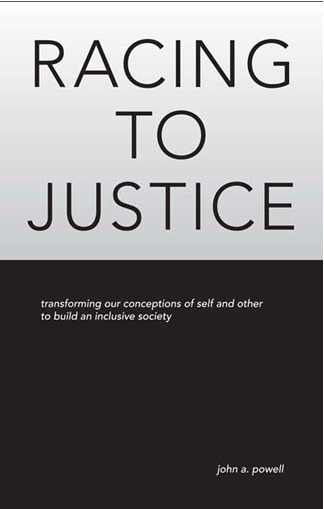 RACING
TO
JUSTICE
transforming our conceptions of self and other
to build an inclusive society
john a. powell